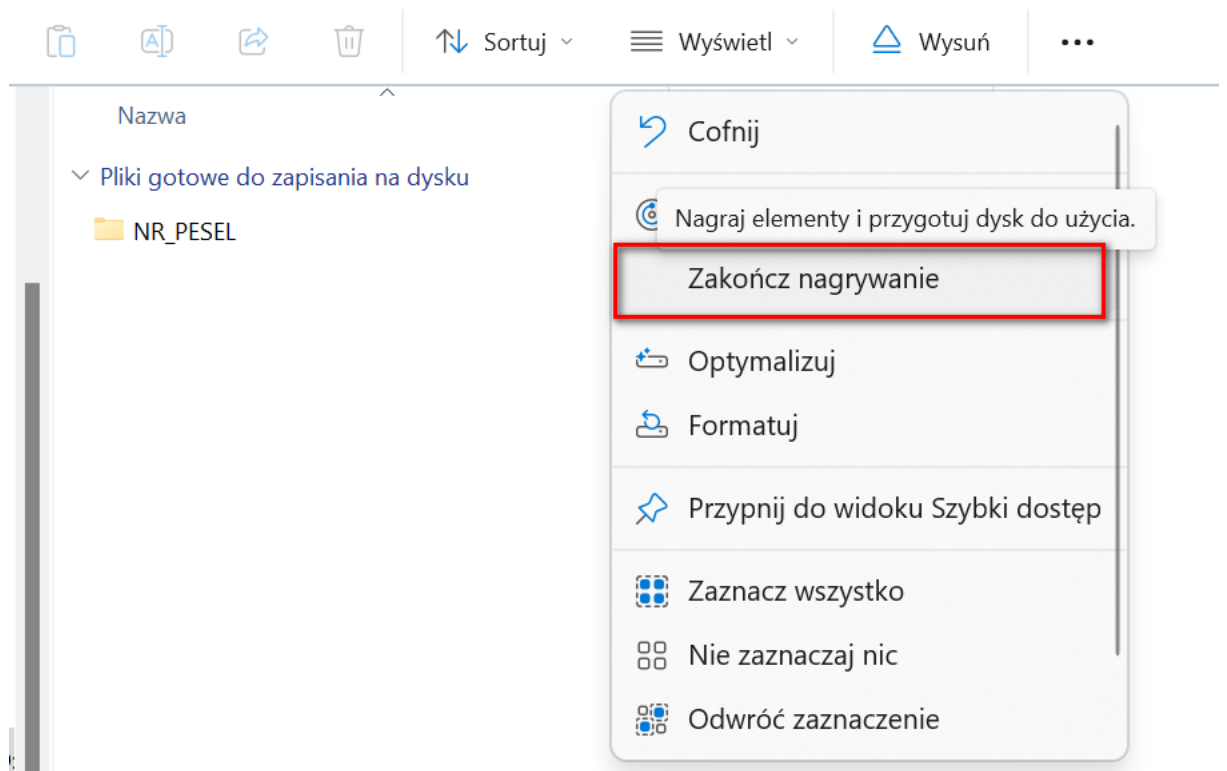 Sortuj
Wyświetl
Wysuń
Nazwa
Pliki gotowe do zapisania na dysku
NR_PESEL
Cofnij
Nagraj elementy i przygotuj dysk do użycia.
Zakończ nagrywanie
Optymalizuj
Formatuj
Przypnij do widoku Szybki dostęp
Zaznacz wszystko
Nie zaznaczaj nic
Odwróć zaznaczenie